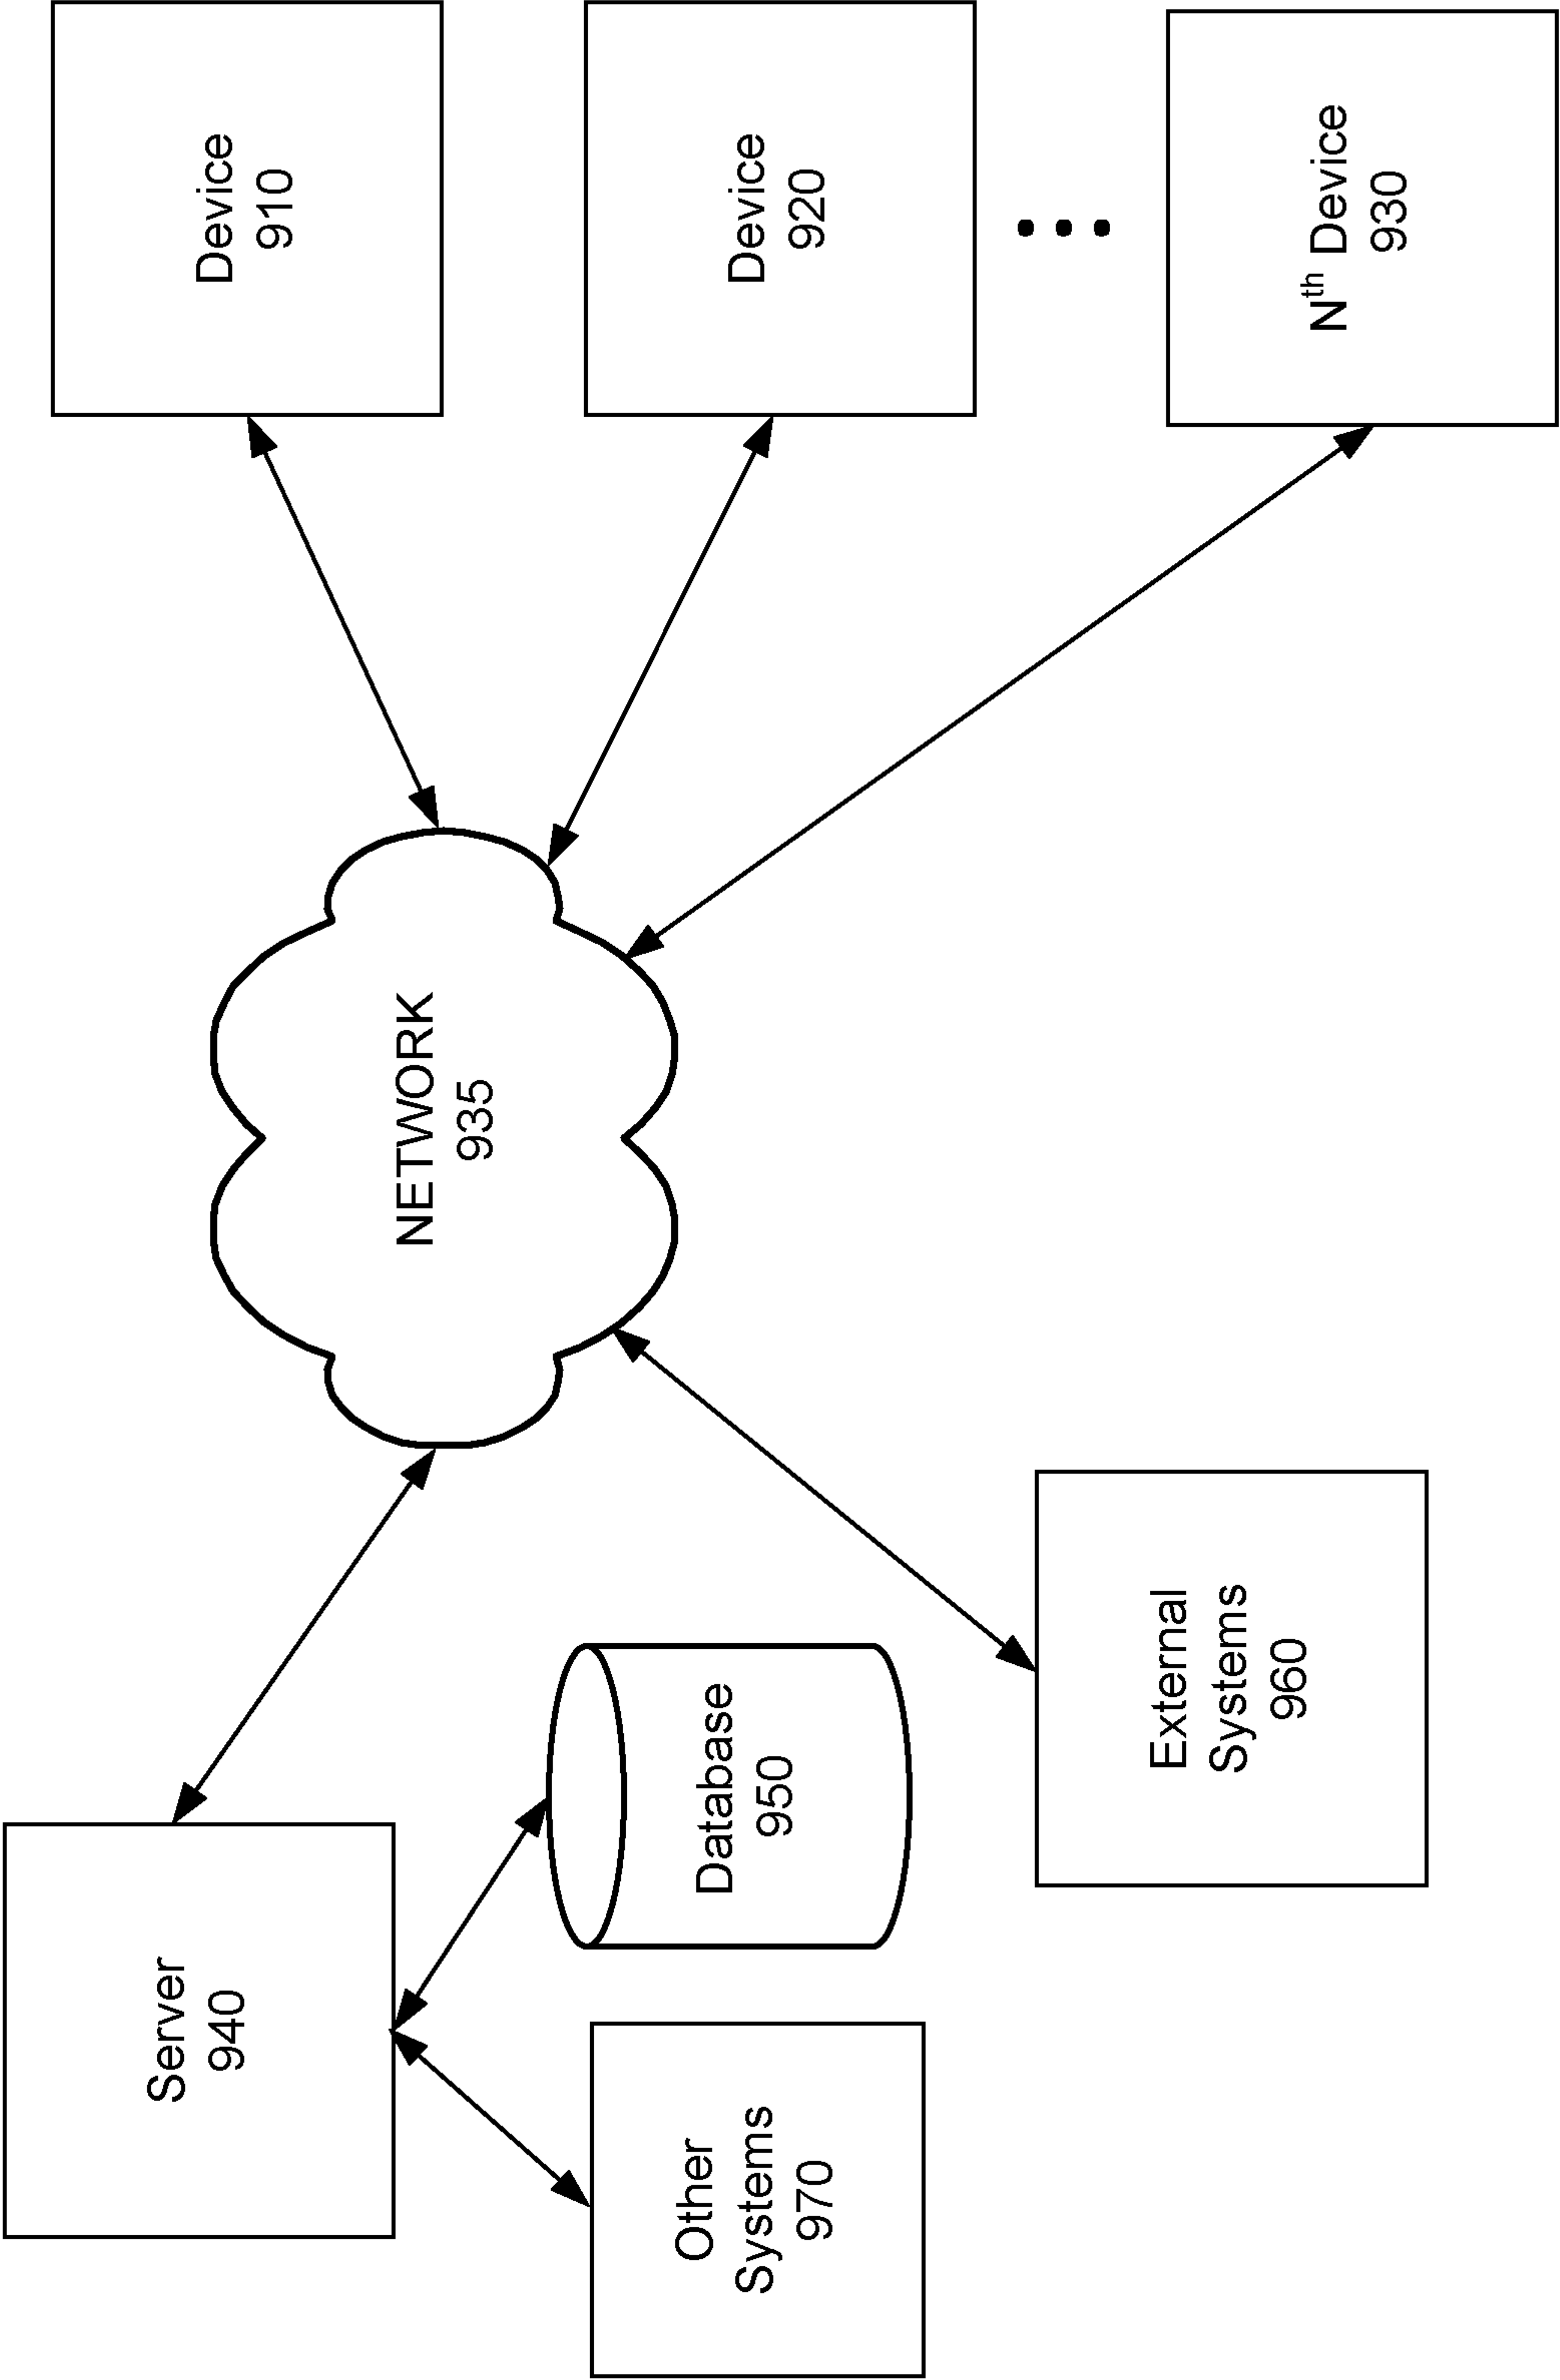 Server
940
Other
Systems
970
Database
950
External
Systems
960
NETWORK
935
Device
910
Device
920
Nth Device
930